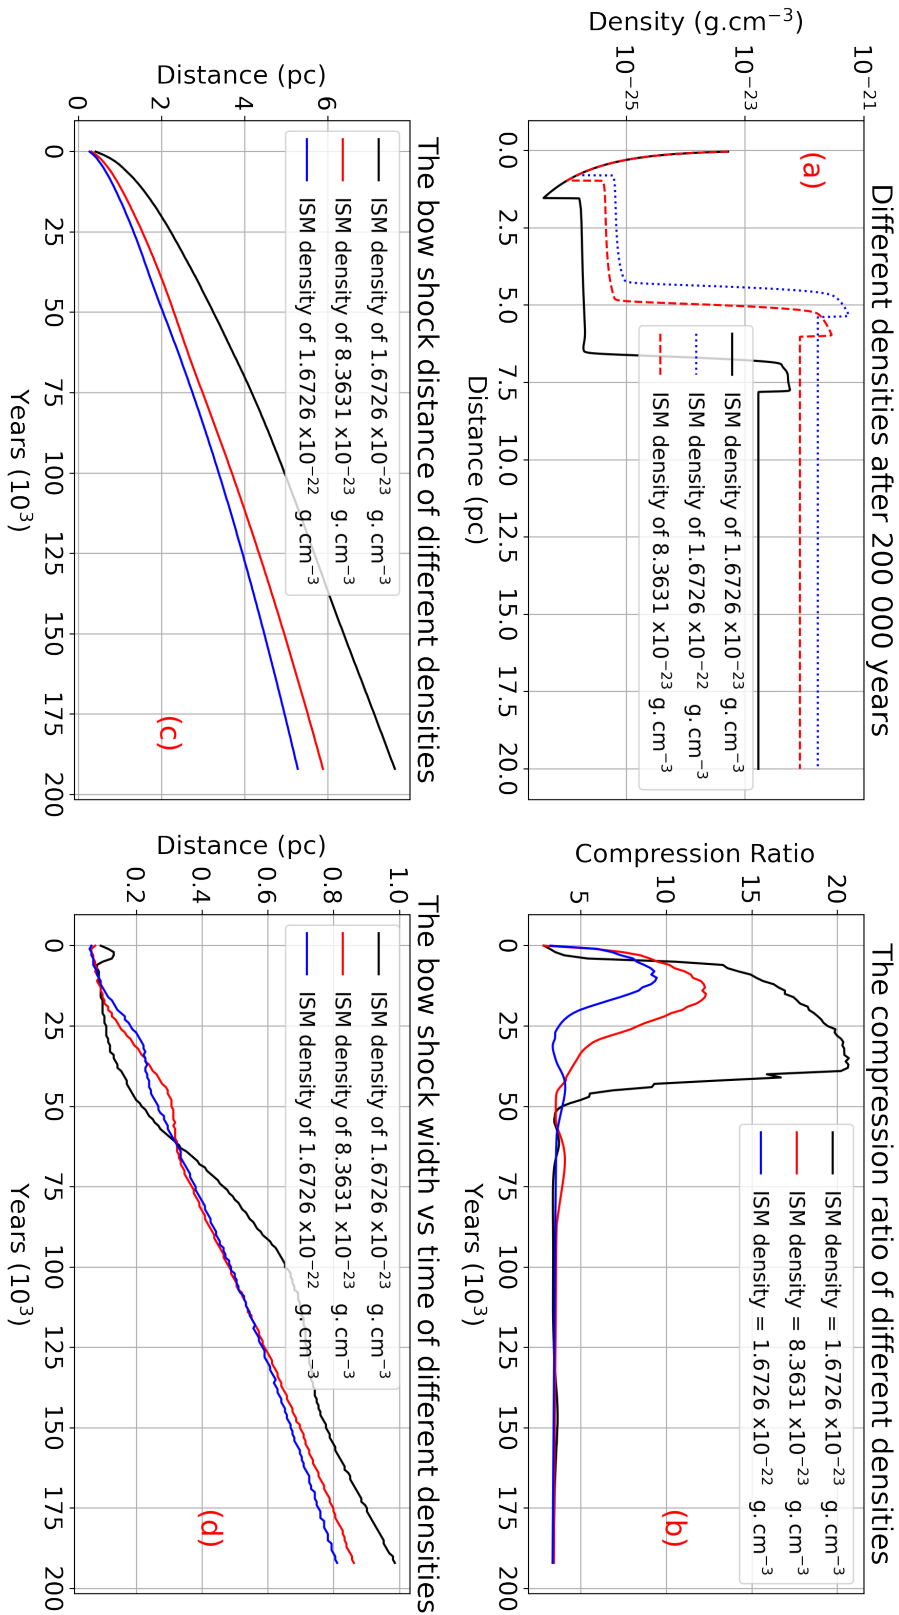 Different densities after 200 000 years
(a)
Density (g.cm⁻³)
10⁻²¹
10⁻²³
10⁻²⁵
ISM density of 1.6726 x10⁻²³ g.cm⁻³
ISM density of 1.6726 x10⁻²² g.cm⁻³
ISM density of 8.3631 x10⁻²³ g.cm⁻³
0.0 2.5 5.0 7.5 10.0 12.5 15.0 17.5 20.0
Distance (pc)
The compression ratio of different densities
Compression Ratio
20
15
10
5
ISM density = 1.6726 x10⁻²³ g.cm⁻³
ISM density = 8.3631 x10⁻²³ g.cm⁻³
ISM density = 1.6726 x10⁻²² g.cm⁻³
(b)
0 25 50 75 100 125 150 175 200
Years (10³)
The bow shock distance of different densities
Distance (pc)
6
4
2
0
ISM density of 1.6726 x10⁻²³ g.cm⁻³
ISM density of 8.3631 x10⁻²³ g.cm⁻³
ISM density of 1.6726 x10⁻²² g.cm⁻³
(c)
0 25 50 75 100 125 150 175 200
Years (10³)
The bow shock width vs time of different densities
Distance (pc)
1.0
0.8
0.6
0.4
0.2
ISM density of 1.6726 x10⁻²³ g.cm⁻³
ISM density of 8.3631 x10⁻²³ g.cm⁻³
ISM density of 1.6726 x10⁻²² g.cm⁻³
(d)
0 25 50 75 100 125 150 175 200
Years (10³)